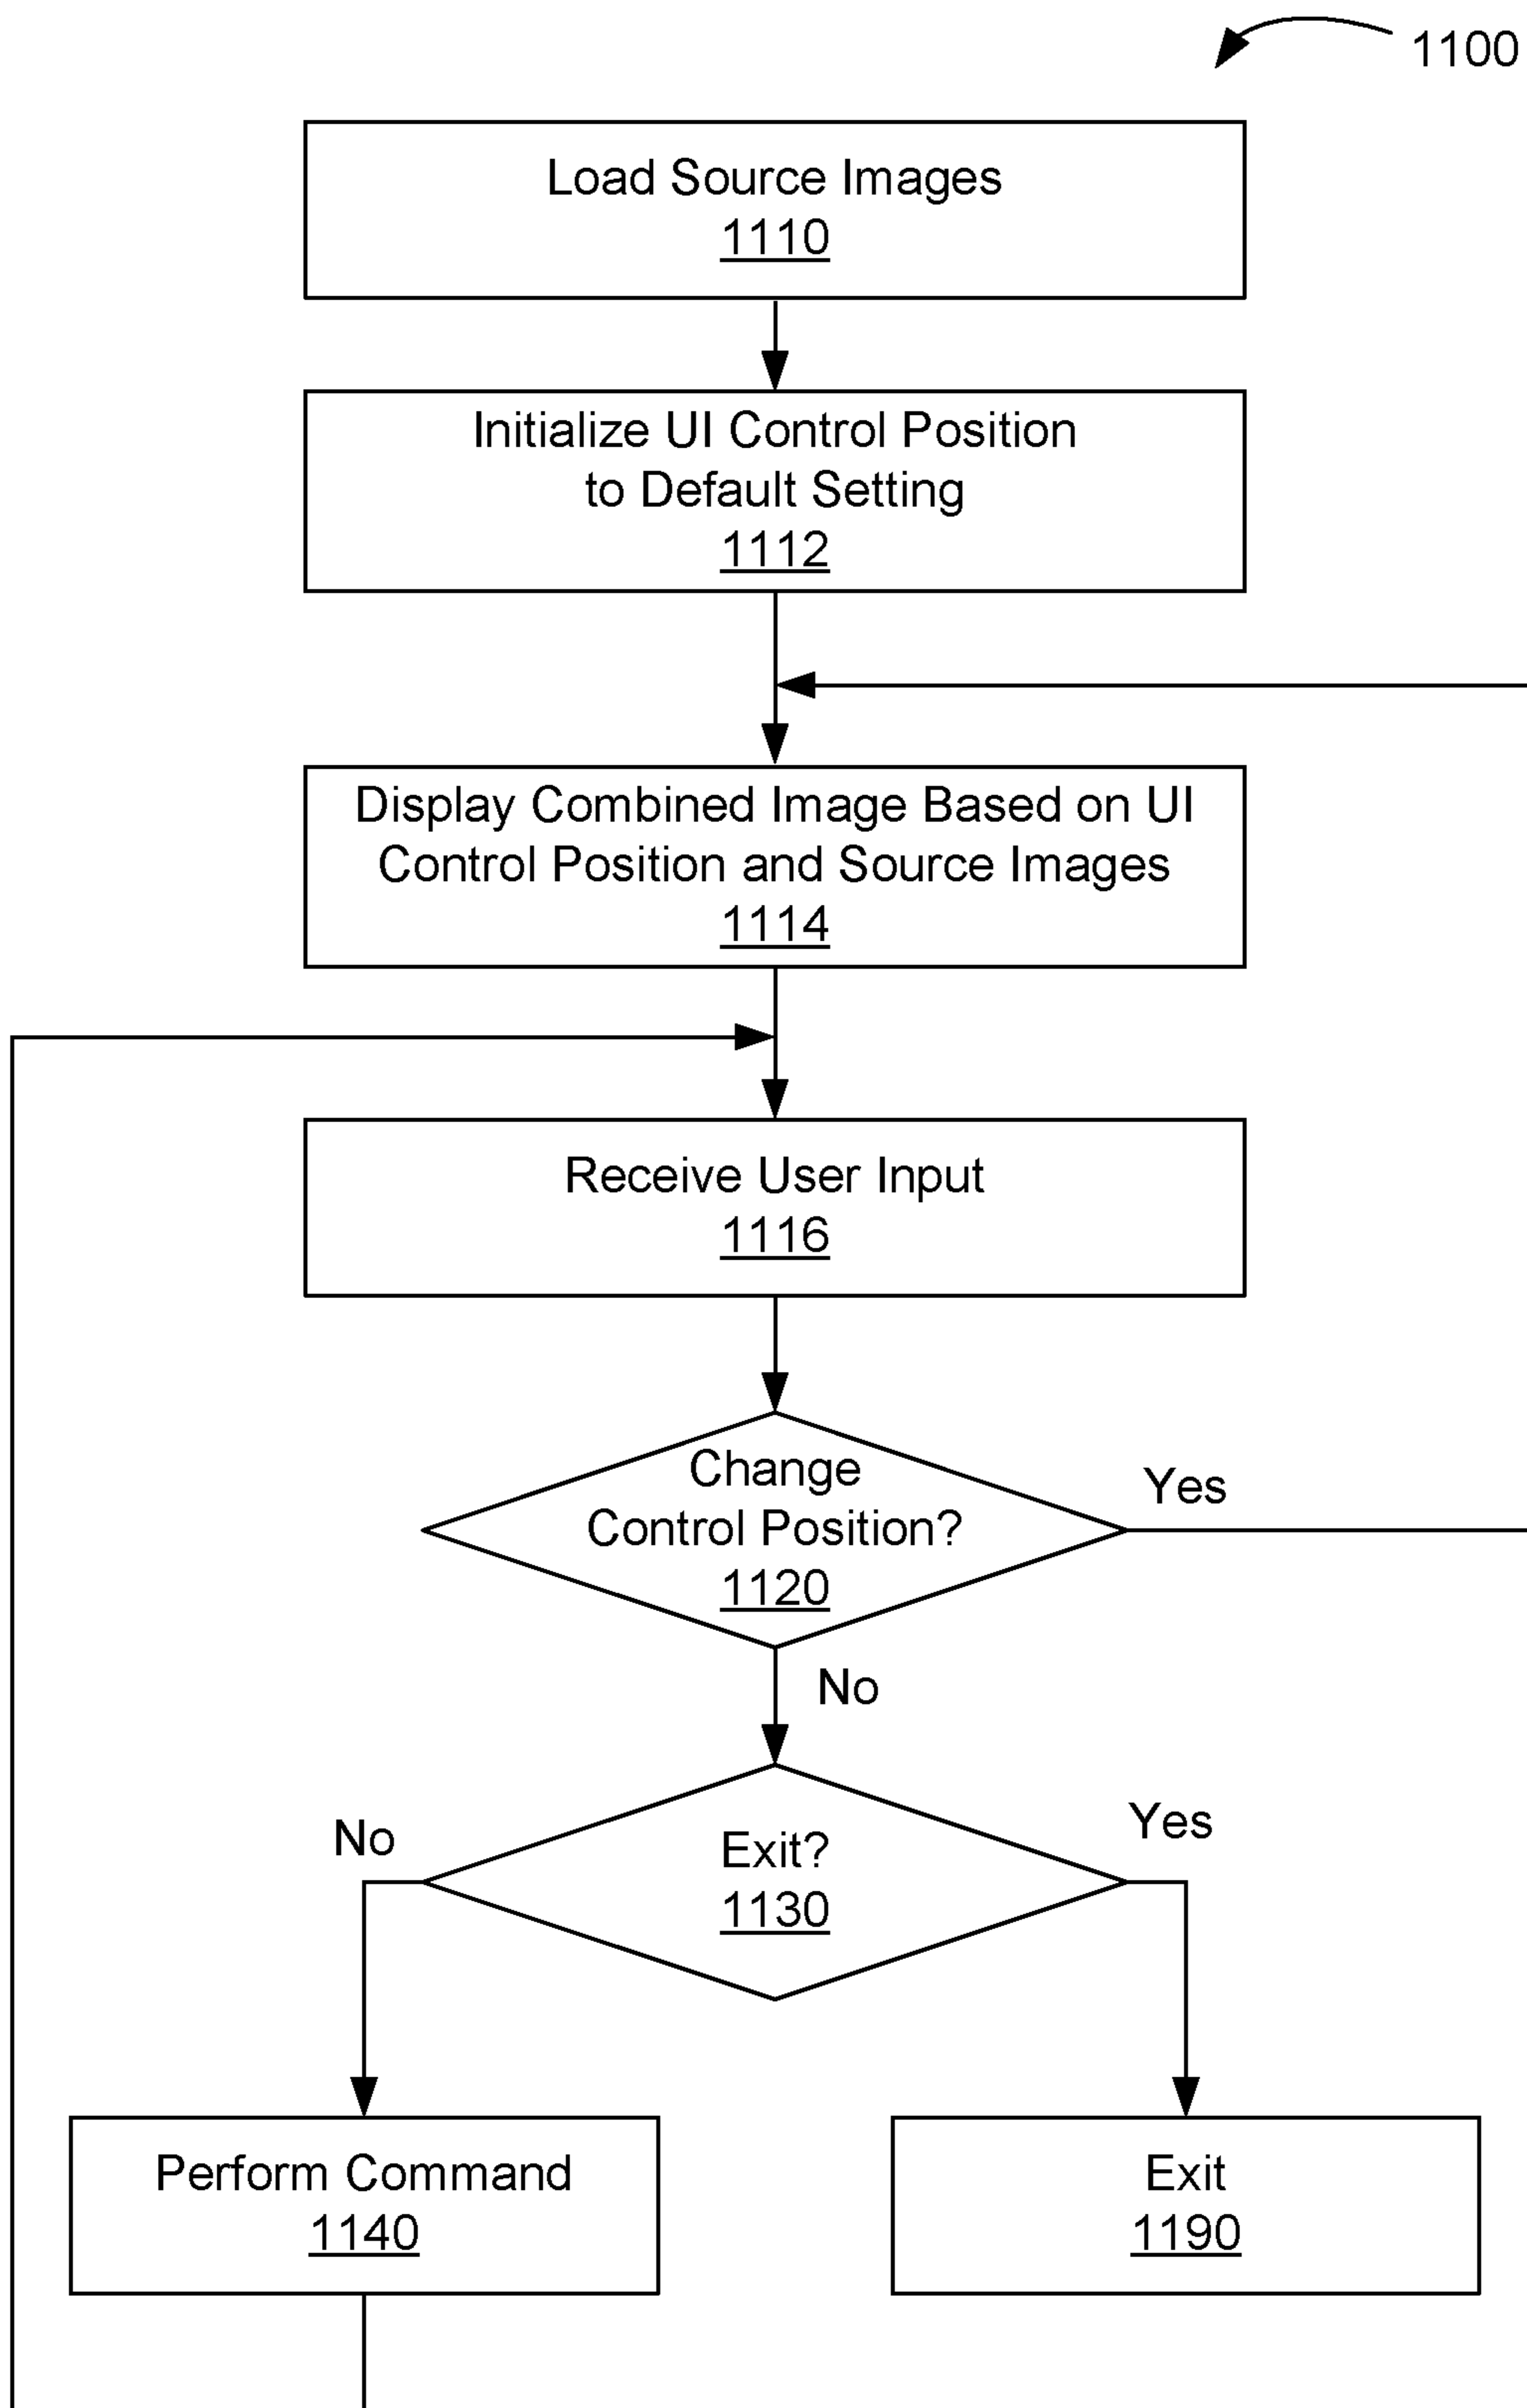 1100
Load Source Images
1110
Initialize UI Control Position
to Default Setting
1112
Display Combined Image Based on UI
Control Position and Source Images
1114
Receive User Input
1116
Change
Control Position?
1120
Yes
No
Exit?
1130
No
Yes
Perform Command
1140
Exit
1190